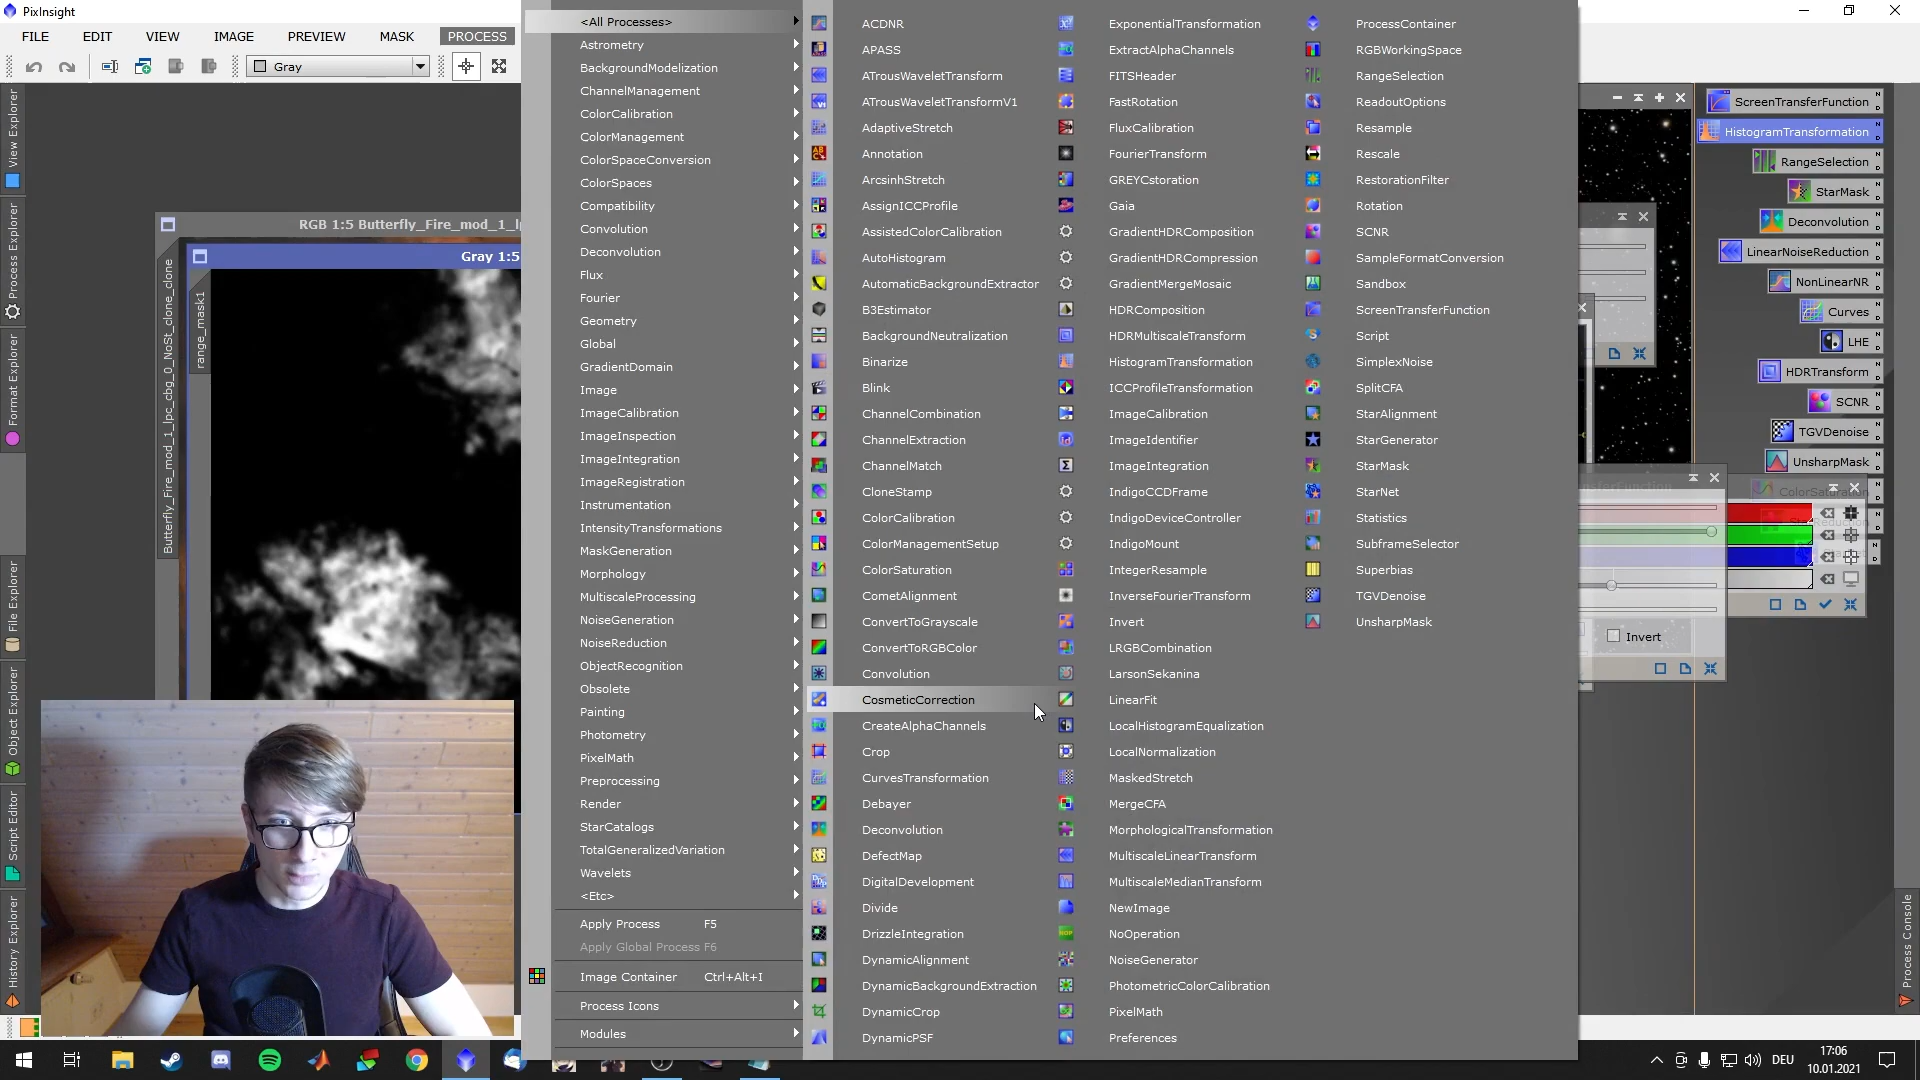 PixInsight
FILE EDIT VIEW IMAGE PREVIEW MASK PROCESS
Gray
View Explorer
Process Explorer
Format Explorer
File Explorer
Object Explorer
Script Editor
History Explorer
RGB 1:5 Butterfly_Fire_mod_1_l
Gray 1:5
Butterfly_Fire_mod_1_lpc_cbg_0_NoSt_clone_clone
range_mask1
<All Processes>
Astrometry
BackgroundModelization
ChannelManagement
ColorCalibration
ColorManagement
ColorSpaceConversion
ColorSpaces
Compatibility
Convolution
Deconvolution
Flux
Fourier
Geometry
Global
GradientDomain
Image
ImageCalibration
ImageInspection
ImageIntegration
ImageRegistration
Instrumentation
IntensityTransformations
MaskGeneration
Morphology
MultiscaleProcessing
NoiseGeneration
NoiseReduction
ObjectRecognition
Obsolete
Painting
Photometry
PixelMath
Preprocessing
Render
StarCatalogs
TotalGeneralizedVariation
Wavelets
<Etc>
Apply Process F5
Apply Global Process F6
Image Container Ctrl+Alt+I
Process Icons
Modules
ACDNR
APASS
ATrousWaveletTransform
ATrousWaveletTransformV1
AdaptiveStretch
Annotation
ArcsinhStretch
AssignICCProfile
AssistedColorCalibration
AutoHistogram
AutomaticBackgroundExtractor
B3Estimator
BackgroundNeutralization
Binarize
Blink
ChannelCombination
ChannelExtraction
ChannelMatch
CloneStamp
ColorCalibration
ColorManagementSetup
ColorSaturation
CometAlignment
ConvertToGrayscale
ConvertToRGBColor
Convolution
CosmeticCorrection
CreateAlphaChannels
Crop
CurvesTransformation
Debayer
Deconvolution
DefectMap
DigitalDevelopment
Divide
DrizzleIntegration
DynamicAlignment
DynamicBackgroundExtraction
DynamicCrop
DynamicPSF
ExponentialTransformation
ExtractAlphaChannels
FITSHeader
FastRotation
FluxCalibration
FourierTransform
GREYCstoration
Gaia
GradientHDRComposition
GradientHDRCompression
GradientMergeMosaic
HDRComposition
HDRMultiscaleTransform
HistogramTransformation
ICCProfileTransformation
ImageCalibration
ImageIdentifier
ImageIntegration
IndigoCCDFrame
IndigoDeviceController
IndigoMount
IntegerResample
InverseFourierTransform
Invert
LRGBCombination
LarsonSekanina
LinearFit
LocalHistogramEqualization
LocalNormalization
MaskedStretch
MergeCFA
MorphologicalTransformation
MultiscaleLinearTransform
MultiscaleMedianTransform
NewImage
NoOperation
NoiseGenerator
PhotometricColorCalibration
PixelMath
Preferences
ProcessContainer
RGBWorkingSpace
RangeSelection
ReadoutOptions
Resample
Rescale
RestorationFilter
Rotation
SCNR
SampleFormatConversion
Sandbox
ScreenTransferFunction
Script
SimplexNoise
SplitCFA
StarAlignment
StarGenerator
StarMask
StarNet
Statistics
SubframeSelector
Superbias
TGVDenoise
UnsharpMask
ScreenTransferFunction
HistogramTransformation
RangeSelection
StarMask
Deconvolution
LinearNoiseReduction
NonLinearNR
Curves
LHE
HDRTransform
SCNR
TGVDenoise
UnsharpMask
ColorSaturation
Invert
Process Console
DEU
17:06
10.01.2021